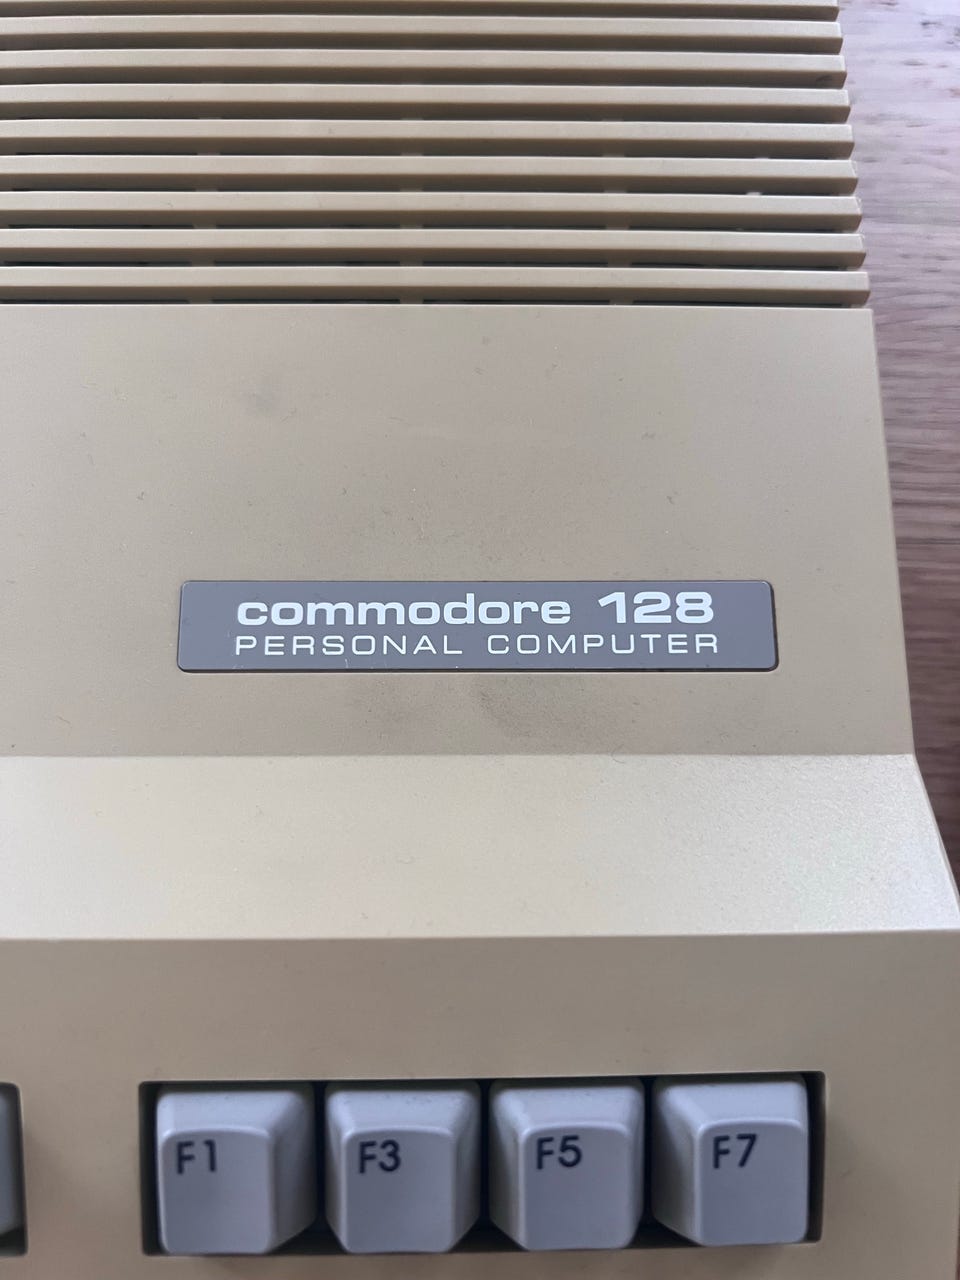 commodore 128
PERSONAL COMPUTER
F1 F3 F5 F7